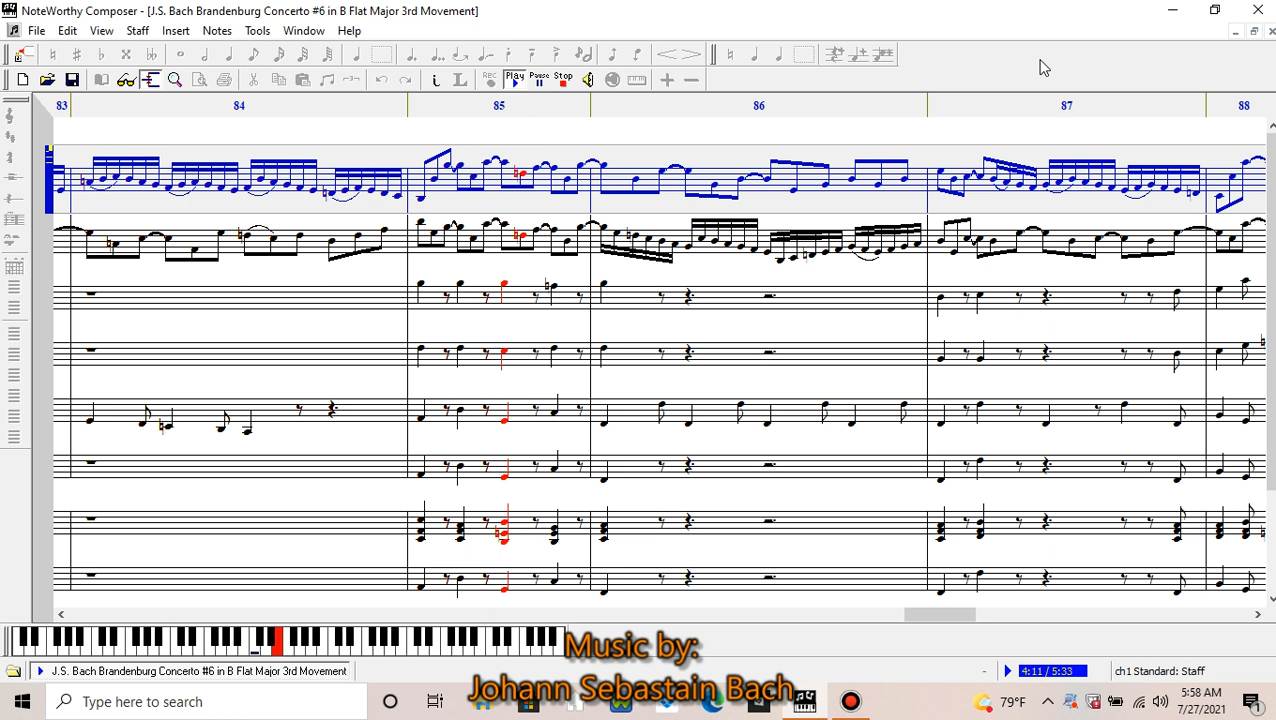 NoteWorthy Composer - [J.S. Bach Brandenburg Concerto #6 in B Flat Major 3rd Movement]
File Edit View Staff Insert Notes Tools Window Help
Rec Play Pause Stop
83 84 85 86 87 88
Music by:
J.S. Bach Brandenburg Concerto #6 in B Flat Major 3rd Movement - 4:11 / 5:33 ch1 Standard: Staff
Johann Sebastain Bach
Type here to search 79°F 5:58 AM
7/27/2021 1